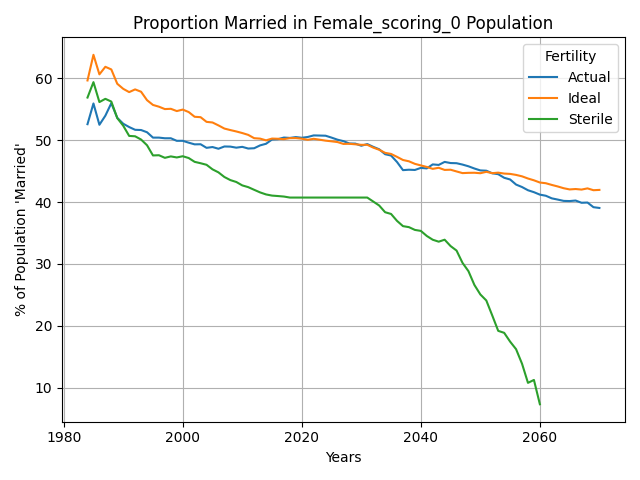 Proportion Married in Female_scoring_0 Population
Fertility
Actual
Ideal
Sterile
% of Population 'Married'
60
50
40
30
20
10
1980
2000
2020
2040
2060
Years